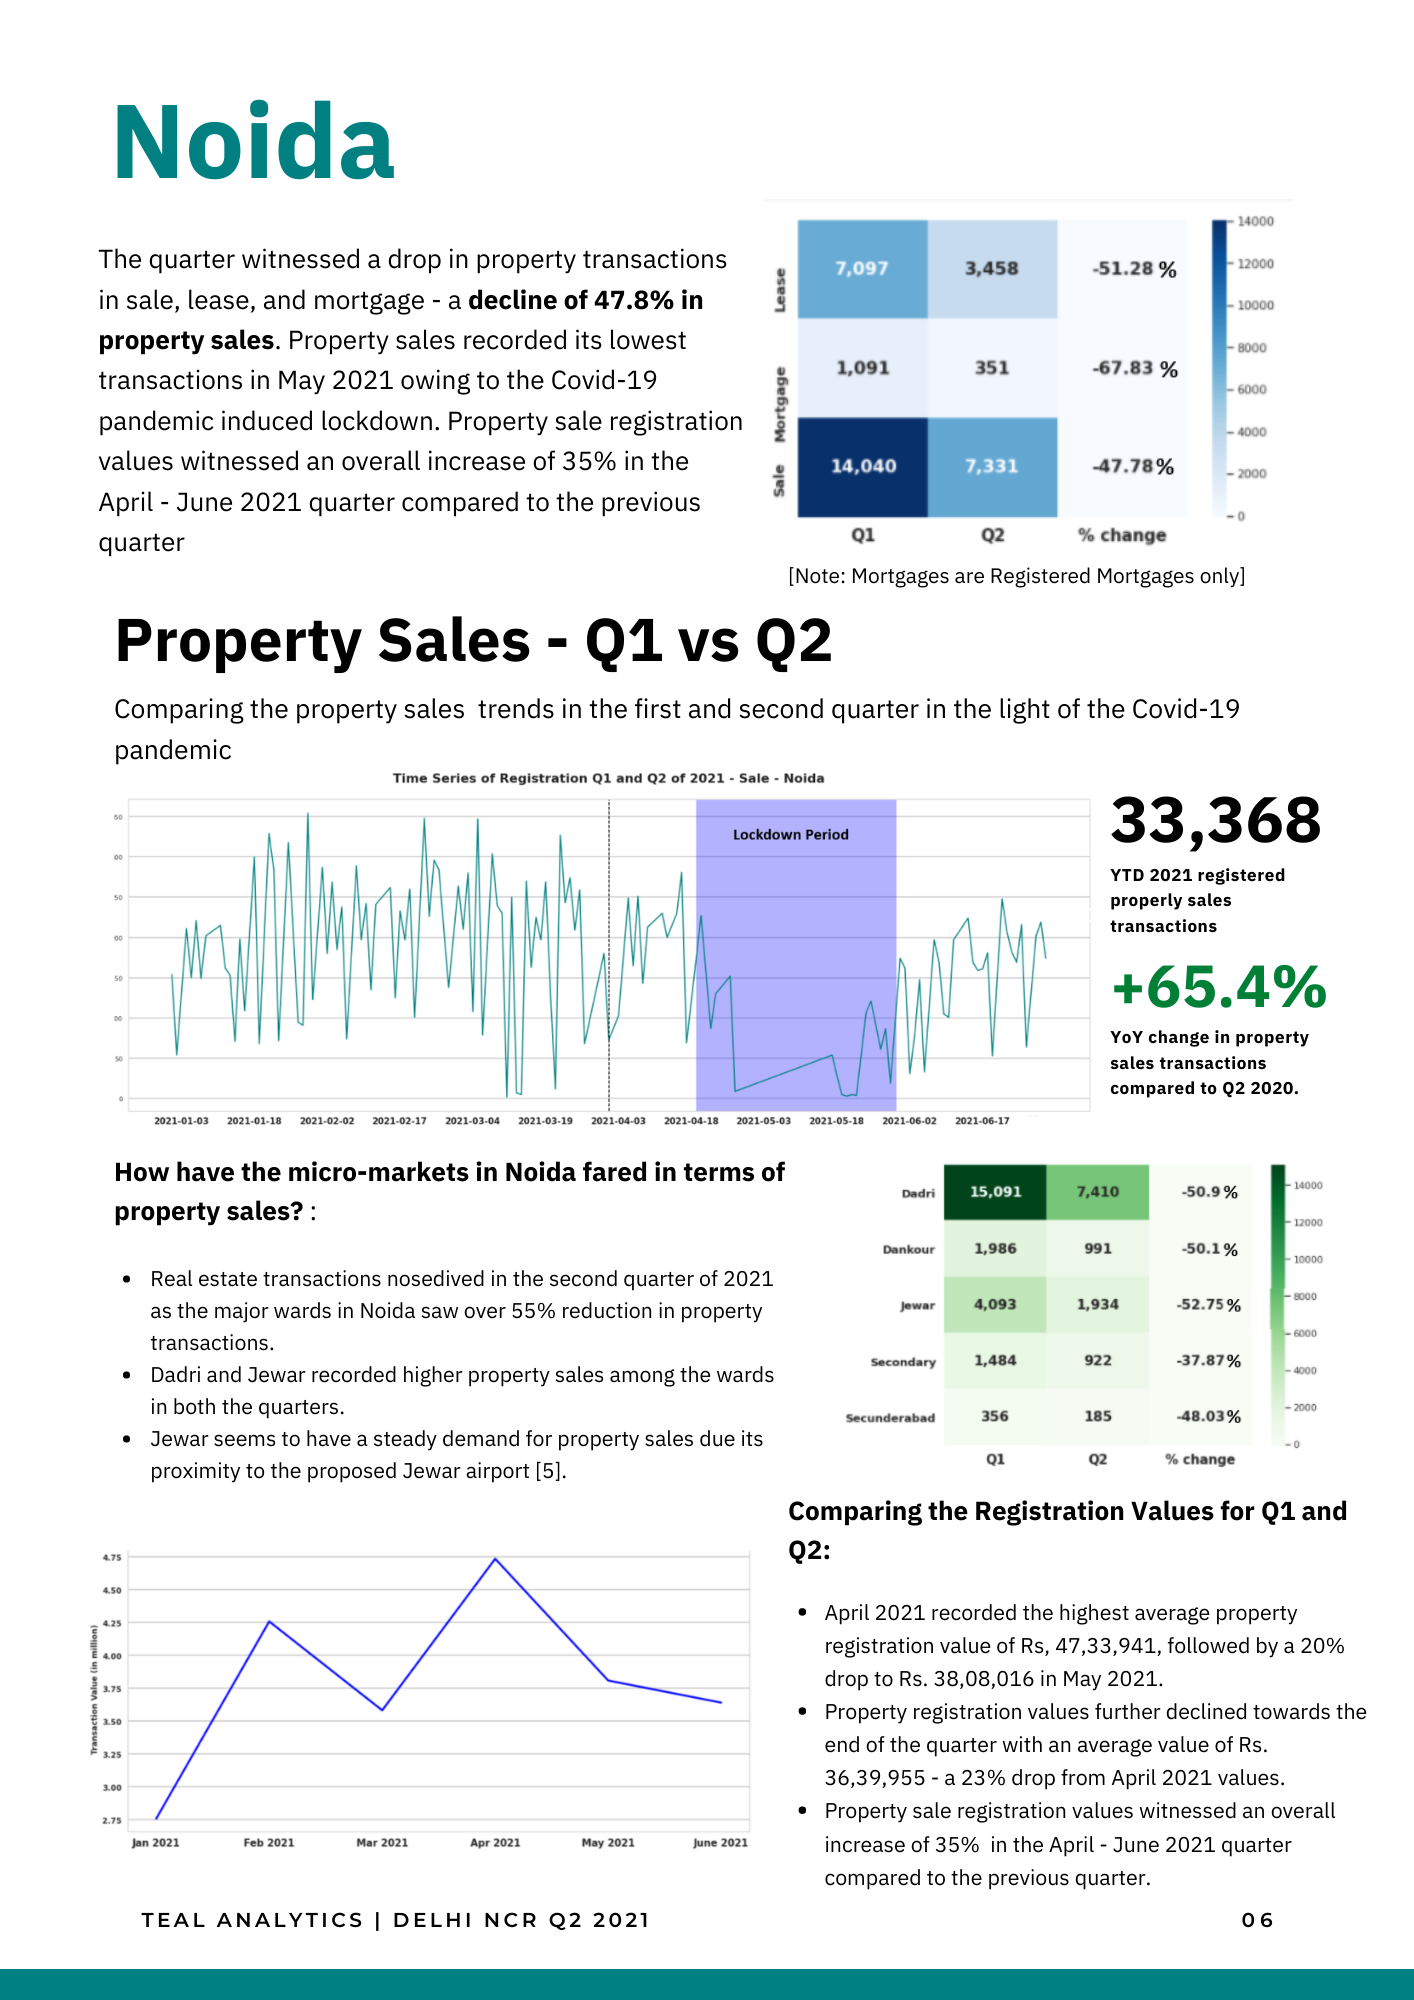 Noida
The quarter witnessed a drop in property transactions
in sale, lease, and mortgage - a decline of 47.8% in
property sales. Property sales recorded its lowest
transactions in May 2021 owing to the Covid-19
pandemic induced lockdown. Property sale registration
values witnessed an overall increase of 35% in the
April - June 2021 quarter compared to the previous
quarter
Lease 7,097 3,458 -51.28 %
Mortgage 1,091 351 -67.83 %
Sale 14,040 7,331 -47.78%
Q1 Q2 % change
14000
12000
10000
8000
6000
4000
2000
0
[Note: Mortgages are Registered Mortgages only]
Property Sales - Q1 vs Q2
Comparing the property sales trends in the first and second quarter in the light of the Covid-19
pandemic
Time Series of Registration Q1 and Q2 of 2021 - Sale - Noida
Lockdown Period
50
00
50
00
50
00
50
0
2021-01-03 2021-01-18 2021-02-02 2021-02-17 2021-03-04 2021-03-19 2021-04-03 2021-04-18 2021-05-03 2021-05-18 2021-06-02 2021-06-17
33,368
YTD 2021 registered
properly sales
transactions
+65.4%
YoY change in property
sales transactions
compared to Q2 2020.
How have the micro-markets in Noida fared in terms of
property sales? :
• Real estate transactions nosedived in the second quarter of 2021
as the major wards in Noida saw over 55% reduction in property
transactions.
• Dadri and Jewar recorded higher property sales among the wards
in both the quarters.
• Jewar seems to have a steady demand for property sales due its
proximity to the proposed Jewar airport [5].
Dadri 15,091 7,410 -50.9 %
Dankour 1,986 991 -50.1 %
Jewar 4,093 1,934 -52.75 %
Secondary 1,484 922 -37.87%
Secunderabad 356 185 -48.03%
Q1 Q2 % change
14000
12000
10000
8000
6000
4000
2000
0
Transaction Value (in million)
4.75
4.50
4.25
4.00
3.75
3.50
3.25
3.00
2.75
Jan 2021 Feb 2021 Mar 2021 Apr 2021 May 2021 June 2021
Comparing the Registration Values for Q1 and
Q2:
• April 2021 recorded the highest average property
registration value of Rs, 47,33,941, followed by a 20%
drop to Rs. 38,08,016 in May 2021.
• Property registration values further declined towards the
end of the quarter with an average value of Rs.
36,39,955 - a 23% drop from April 2021 values.
• Property sale registration values witnessed an overall
increase of 35% in the April - June 2021 quarter
compared to the previous quarter.
TEAL ANALYTICS | DELHI NCR Q2 2021
06